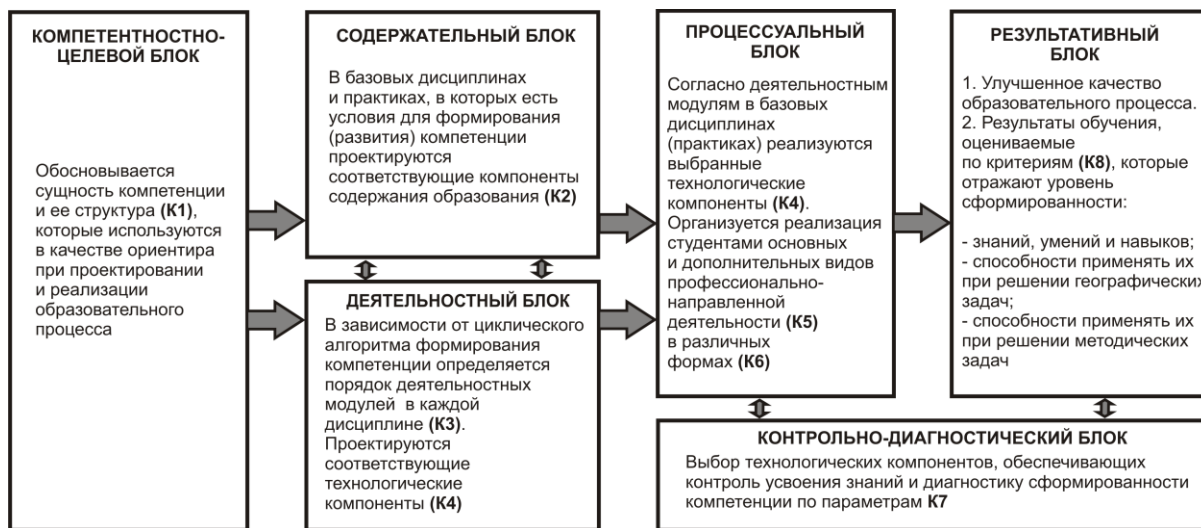 КОМПЕТЕНТНОСТНО-
ЦЕЛЕВОЙ БЛОК
Обосновывается
сущность компетенции
и ее структура (К1),
которые используются
в качестве ориентира
при проектировании
и реализации
образовательного
процесса
СОДЕРЖАТЕЛЬНЫЙ БЛОК
В базовых дисциплинах
и практиках, в которых есть
условия для формирования
(развития) компетенции
проектируются
соответствующие компоненты
содержания образования (К2)
ДЕЯТЕЛЬНОСТНЫЙ БЛОК
В зависимости от циклического
алгоритма формирования
компетенции определяется
порядок деятельностных
модулей в каждой
дисциплине (К3).
Проектируются
соответствующие
технологические
компоненты (К4)
ПРОЦЕССУАЛЬНЫЙ
БЛОК
Согласно деятельностным
модулям в базовых
дисциплинах
(практиках) реализуются
выбранные
технологические
компоненты (К4).
Организуется реализация
студентами основных
и дополнительных видов
профессионально-
направленной
деятельности (К5)
в различных
формах (К6)
РЕЗУЛЬТАТИВНЫЙ
БЛОК
1. Улучшенное качество
образовательного процесса.
2. Результаты обучения,
оцениваемые
по критериям (К8), которые
отражают уровень
сформированности:
- знаний, умений и навыков;
- способности применять их
при решении географических
задач;
- способности применять их
при решении методических
задач
КОНТРОЛЬНО-ДИАГНОСТИЧЕСКИЙ БЛОК
Выбор технологических компонентов, обеспечивающих
контроль усвоения знаний и диагностику сформированности
компетенции по параметрам К7